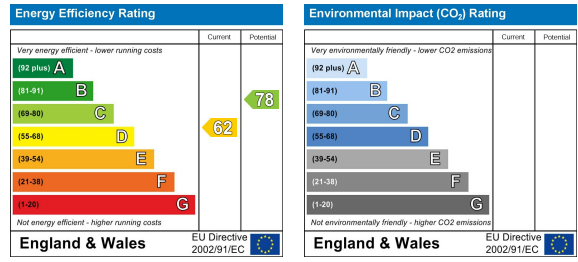 Energy Efficiency Rating
Current Potential
Very energy efficient - lower running costs
(92 plus) A
(81-91) B
(69-80) C
(55-68) D
(39-54) E
(21-38) F
(1-20) G
62
78
Not energy efficient - higher running costs
England & Wales
EU Directive
2002/91/EC
Environmental Impact (CO2) Rating
Current Potential
Very environmentally friendly - lower CO2 emissions
(92 plus) A
(81-91) B
(69-80) C
(55-68) D
(39-54) E
(21-38) F
(1-20) G
Not environmentally friendly - higher CO2 emissions
England & Wales
EU Directive
2002/91/EC